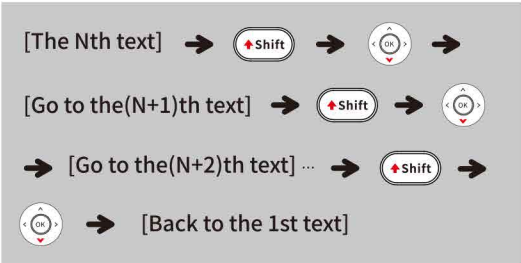 [The Nth text] Shift OK
[Go to the(N+1)th text] Shift OK
[Go to the(N+2)th text] ... Shift
OK [Back to the 1st text]